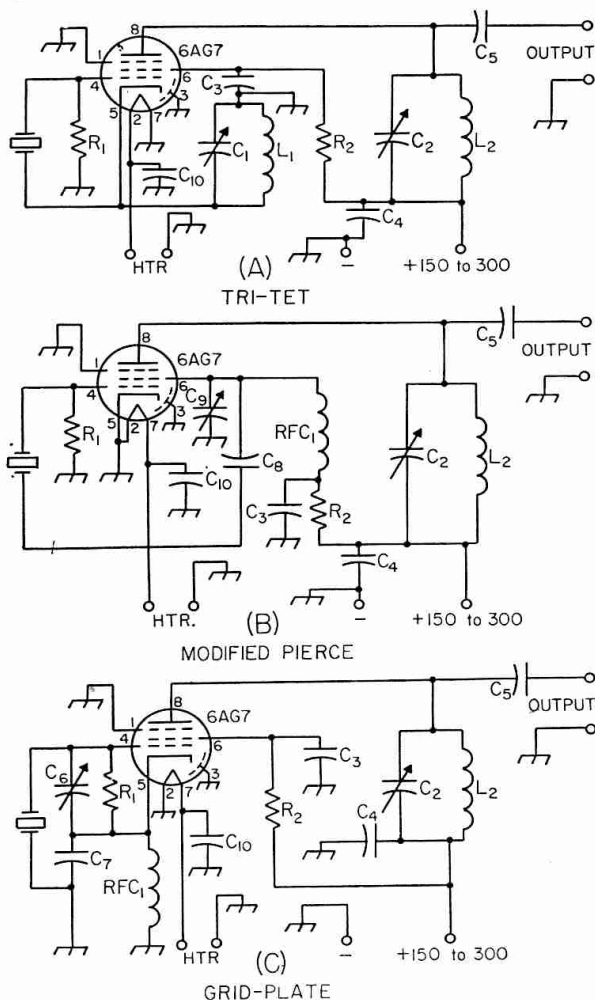 8
6AG7
1
4
6
3
5
2
7
R1
C10
C3
C1
L1
R2
C2
L2
C4
C5
OUTPUT
HTR
−
+150 to 300
(A)
TRI-TET
8
6AG7
1
4
6
3
5
2
7
R1
C10
C9
C8
RFC1
C3
R2
C2
L2
C4
C5
OUTPUT
HTR.
−
+150 to 300
(B)
MODIFIED PIERCE
8
6AG7
1
4
6
3
5
2
7
C6
R1
C7
RFC1
C10
C3
R2
C4
C2
L2
C5
OUTPUT
HTR
−
+150 to 300
(C)
GRID-PLATE